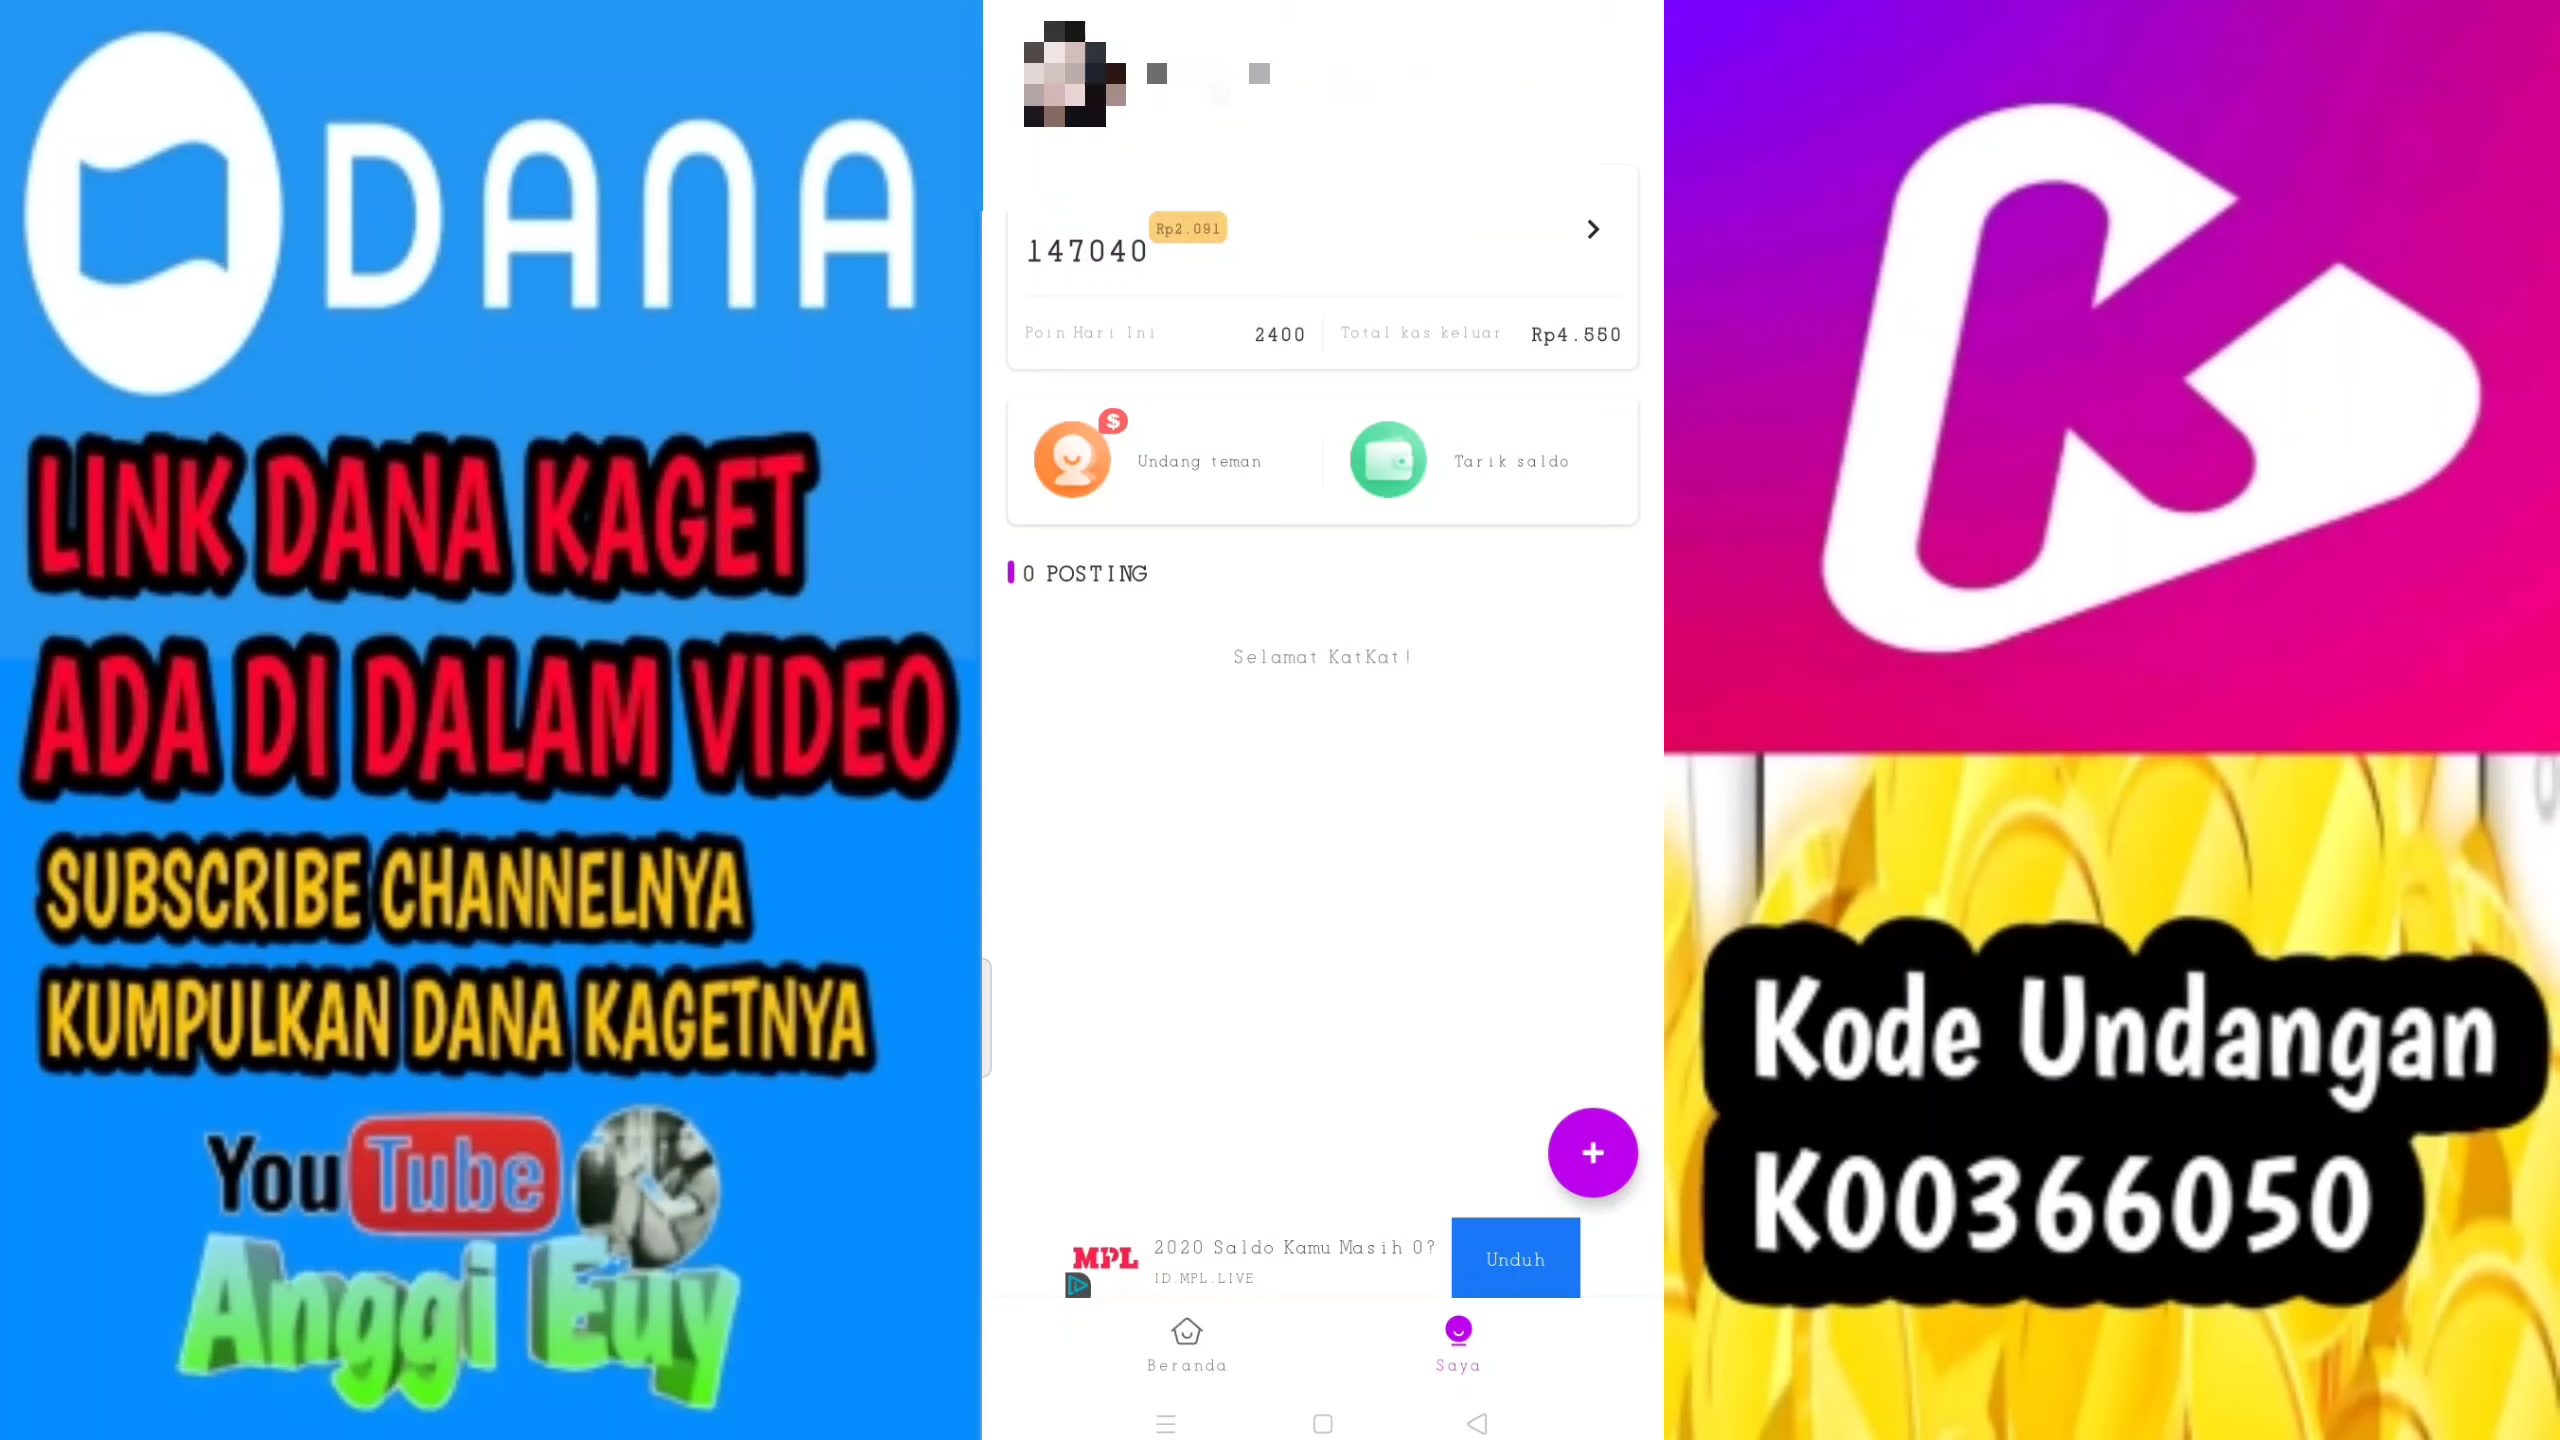 DANA
LINK DANA KAGET
ADA DI DALAM VIDEO
SUBSCRIBE CHANNELNYA
KUMPULKAN DANA KAGETNYA
YouTube
Anggi Euy
147040
Rp2.091
Poin Hari Ini 2400
Total kas keluar Rp4.550
Undang teman
Tarik saldo
0 POSTING
Selamat KatKat!
MPL
2020 Saldo Kamu Masih 0?
ID.MPL.LIVE
Unduh
Beranda
Saya
K
Kode Undangan
K00366050